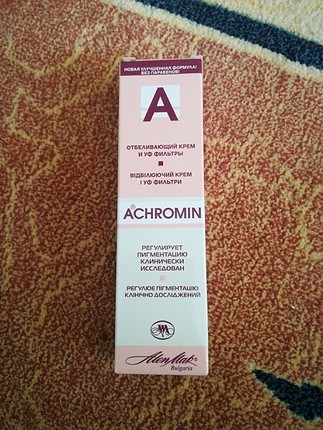 НОВАЯ УЛУЧШЕННАЯ ФОРМУЛА!
БЕЗ ПАРАБЕНОВ!
A
ОТБЕЛИВАЮЩИЙ КРЕМ
И УФ ФИЛЬТРЫ
ВІДБІЛЮЮЧИЙ КРЕМ
І УФ ФІЛЬТРИ
®ACHROMIN
РЕГУЛИРУЕТ
ПИГМЕНТАЦИЮ
КЛИНИЧЕСКИ
ИССЛЕДОВАН
РЕГУЛЮЄ ПІГМЕНТАЦІЮ
КЛІНІЧНО ДОСЛІДЖЕНИЙ
AlenMak®
Bulgaria